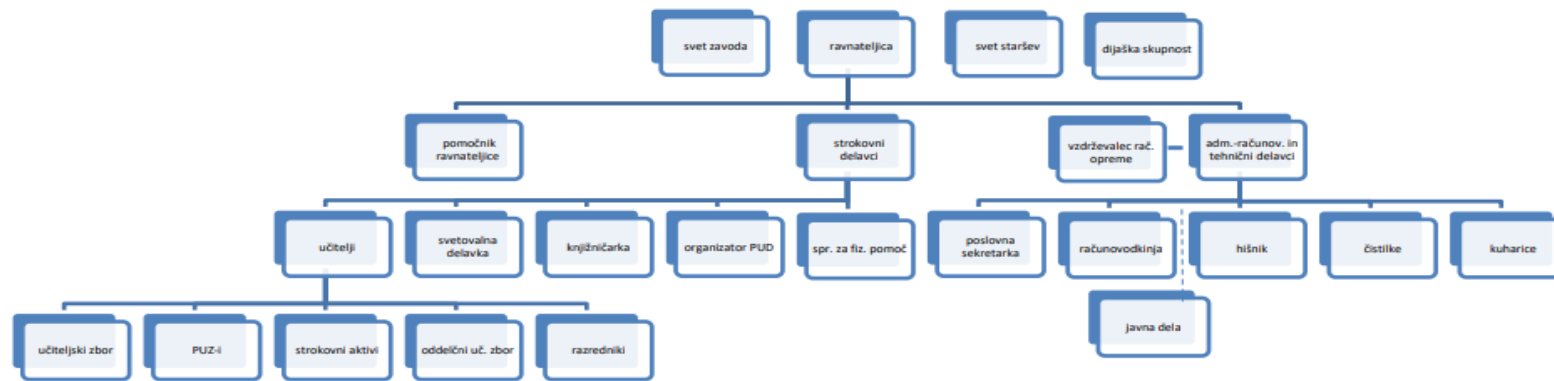 svet zavoda
ravnateljica
svet staršev
dijaška skupnost
pomočnik
ravnateljice
strokovni
delavci
vzdrževalec rač.
opreme
adm.-računov. in
tehnični delavci
učitelji
svetovalna
delavka
knjižničarka
organizator PUD
spr. za fiz. pomoč
poslovna
sekretarka
računovodkinja
hišnik
čistilke
kuharice
javna dela
učiteljski zbor
PUZ-i
strokovni aktivi
oddelčni uč. zbor
razredniki